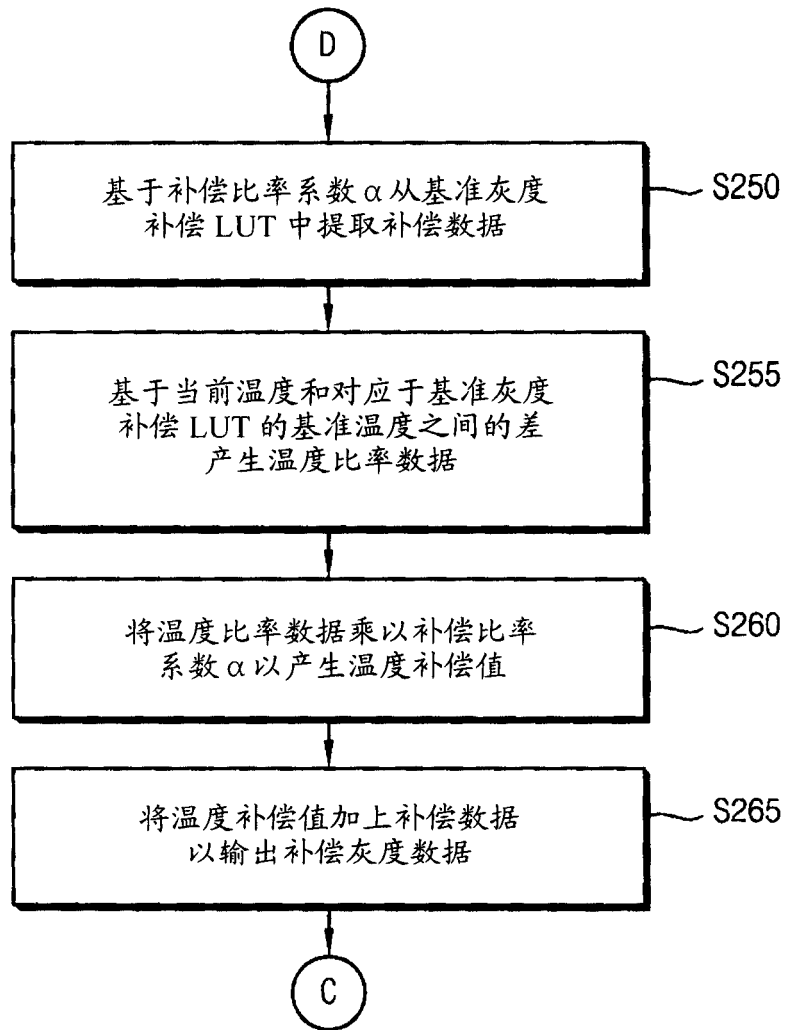 D
基于补偿比率系数 α 从基准灰度
补偿 LUT 中提取补偿数据
S250
基于当前温度和对应于基准灰度
补偿 LUT 的基准温度之间的差
产生温度比率数据
S255
将温度比率数据乘以补偿比率
系数 α 以产生温度补偿值
S260
将温度补偿值加上补偿数据
以输出补偿灰度数据
S265
C